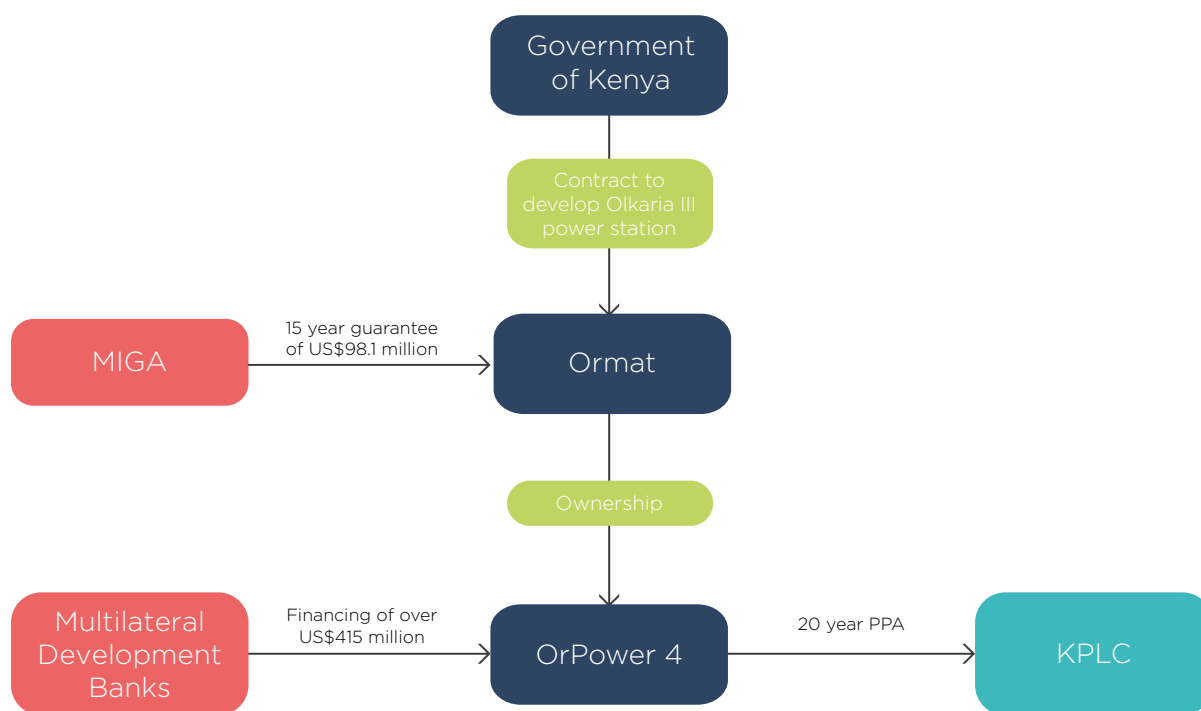 Government
of Kenya
Contract to
develop Olkaria III
power station
MIGA
15 year guarantee
of US$98.1 million
Ormat
Ownership
Multilateral
Development
Banks
Financing of over
US$415 million
OrPower 4
20 year PPA
KPLC